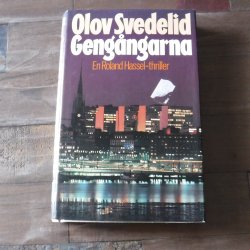 Olov Svedelid
Gengångarna
En Roland Hassel-thriller